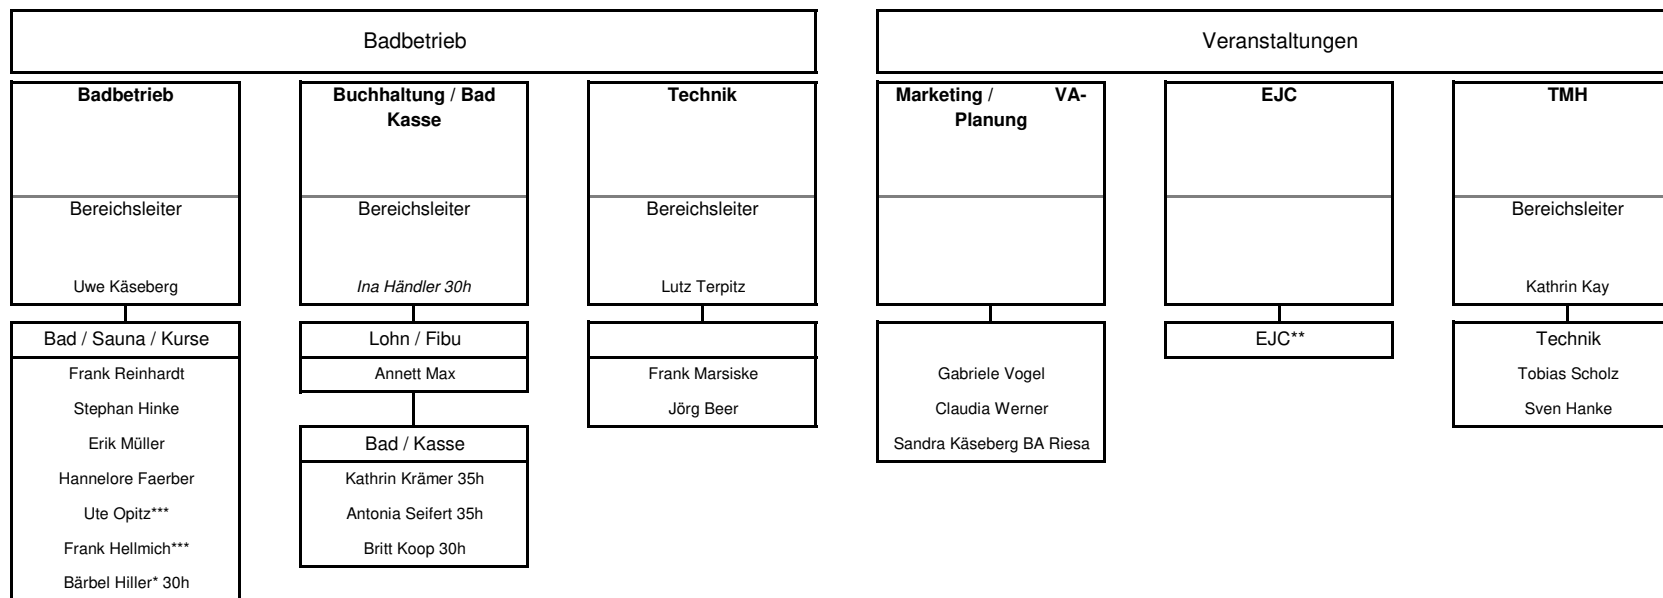 Badbetrieb
Veranstaltungen
Badbetrieb
Bereichsleiter
Uwe Käseberg
Bad / Sauna / Kurse
Frank Reinhardt
Stephan Hinke
Erik Müller
Hannelore Faerber
Ute Opitz***
Frank Hellmich***
Bärbel Hiller* 30h
Buchhaltung / Bad
Kasse
Bereichsleiter
Ina Händler 30h
Lohn / Fibu
Annett Max
Bad / Kasse
Kathrin Krämer 35h
Antonia Seifert 35h
Britt Koop 30h
Technik
Bereichsleiter
Lutz Terpitz
Frank Marsiske
Jörg Beer
Marketing / VA-
Planung
Gabriele Vogel
Claudia Werner
Sandra Käseberg BA Riesa
EJC
EJC**
TMH
Bereichsleiter
Kathrin Kay
Technik
Tobias Scholz
Sven Hanke